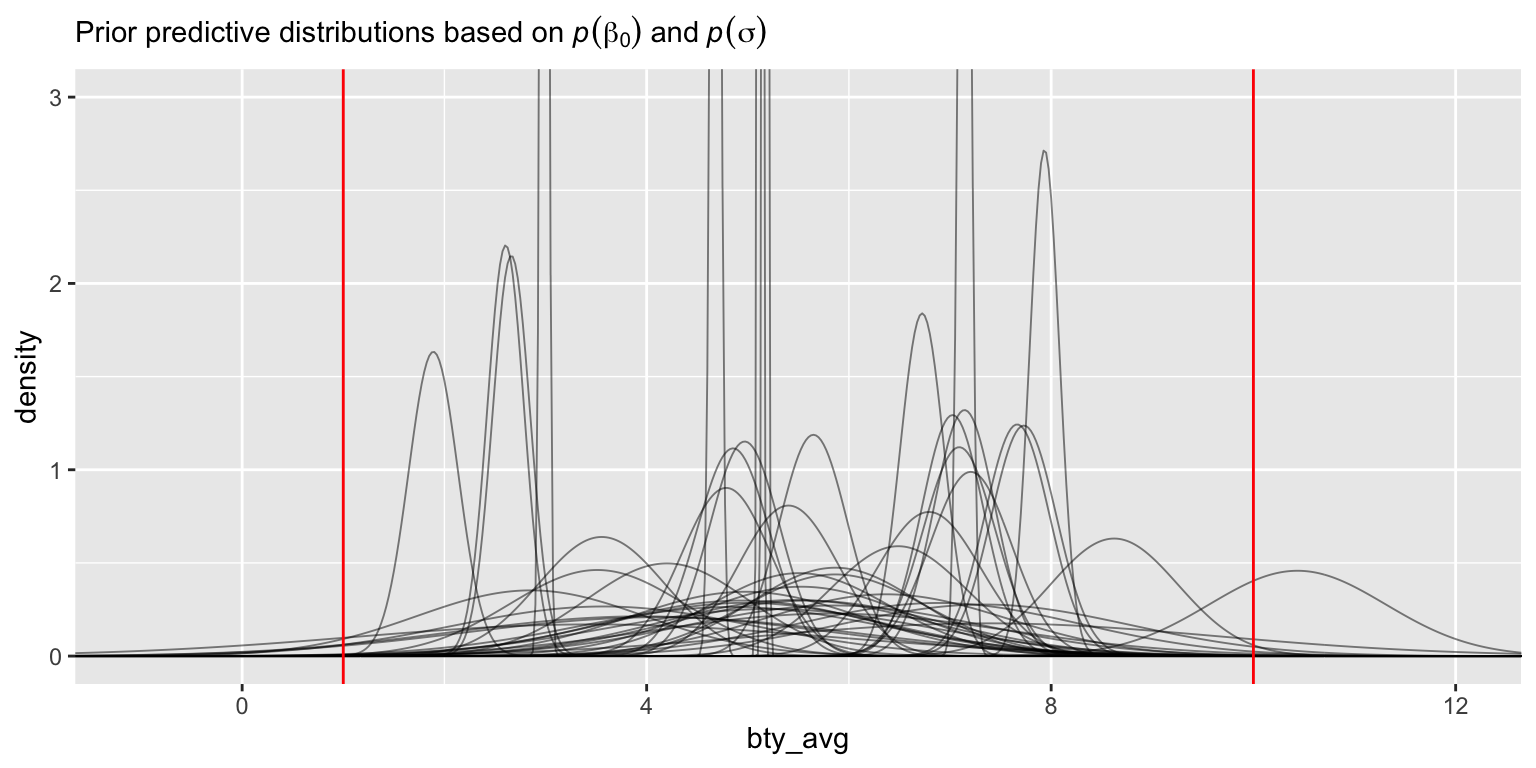 Prior predictive distributions based on p(β₀) and p(σ)
density
3
2
1
0
0 4 8 12
bty_avg